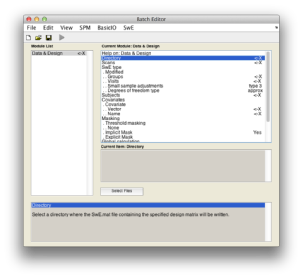 Batch Editor
File Edit View SPM BasicIO SwE
Module List
Current Module: Data & Design
Data & Design <-X
Help on: Data & Design
Directory <-X
Scans <-X
SwE type
. Modified
. . Groups <-X
. . Visits <-X
. . Small sample adjustments type 3
. . Degrees of freedom type approx
Subjects <-X
Covariates
. Covariate
. . Vector <-X
. . Name <-X
Masking
. Threshold masking
. . None
. Implicit Mask Yes
. Explicit Mask
Global calculation
Current Item: Directory
Select Files
Directory
Select a directory where the SwE.mat file containing the specified design matrix will be written.